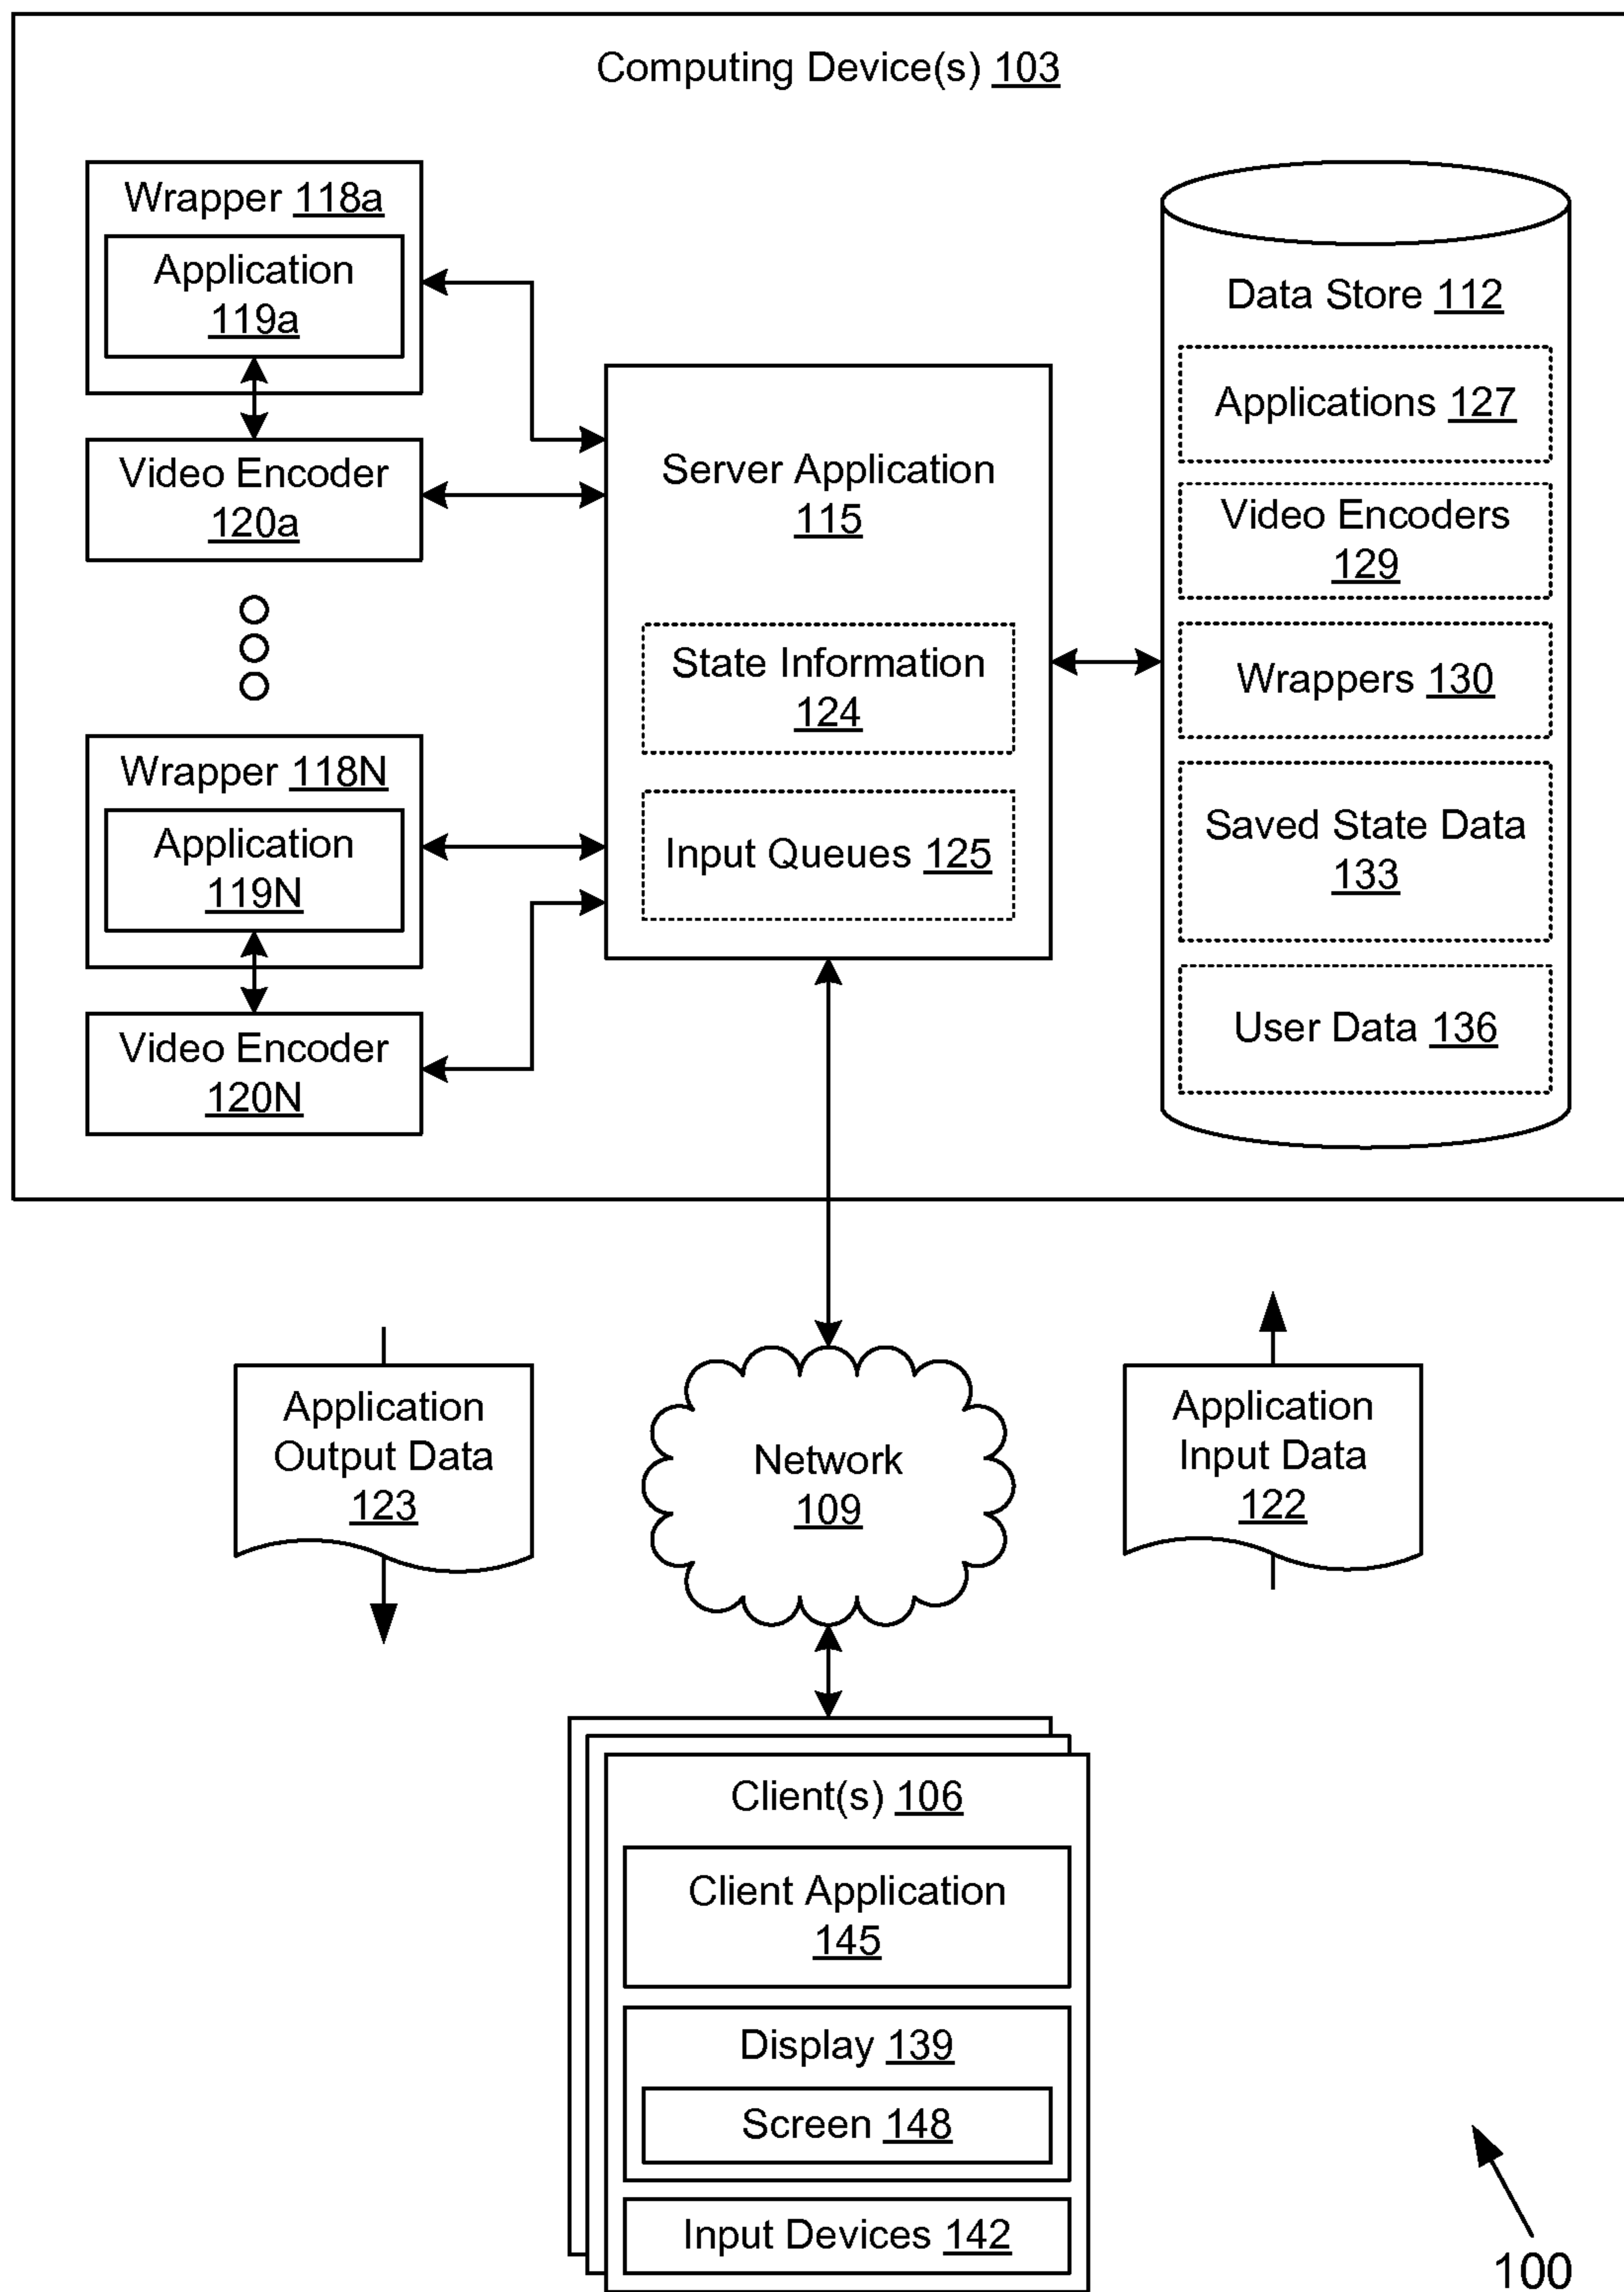 Computing Device(s) 103
Wrapper 118a
Application
119a
Video Encoder
120a
Wrapper 118N
Application
119N
Video Encoder
120N
Server Application
115
State Information
124
Input Queues 125
Data Store 112
Applications 127
Video Encoders
129
Wrappers 130
Saved State Data
133
User Data 136
Application
Output Data
123
Network
109
Application
Input Data
122
Client(s) 106
Client Application
145
Display 139
Screen 148
Input Devices 142
100